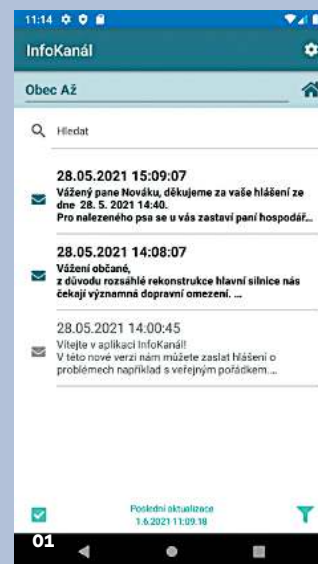 11:14
InfoKanál
Obec Až
Hledat
28.05.2021 15:09:07
Vážený pane Nováku, děkujeme za vaše hlášení ze
dne 28. 5. 2021 14:40.
Pro nalezeného psa se u vás zastaví paní hospodář...
28.05.2021 14:08:07
Vážení občané,
z důvodu rozsáhlé rekonstrukce hlavní silnice nás
čekají významná dopravní omezení. ...
28.05.2021 14:00:45
Vítejte v aplikaci InfoKanál!
V této nové verzi nám můžete zaslat hlášení o
problémech například s veřejným pořádkem....
Poslední aktualizace
1.6.2021 11:09:18
01